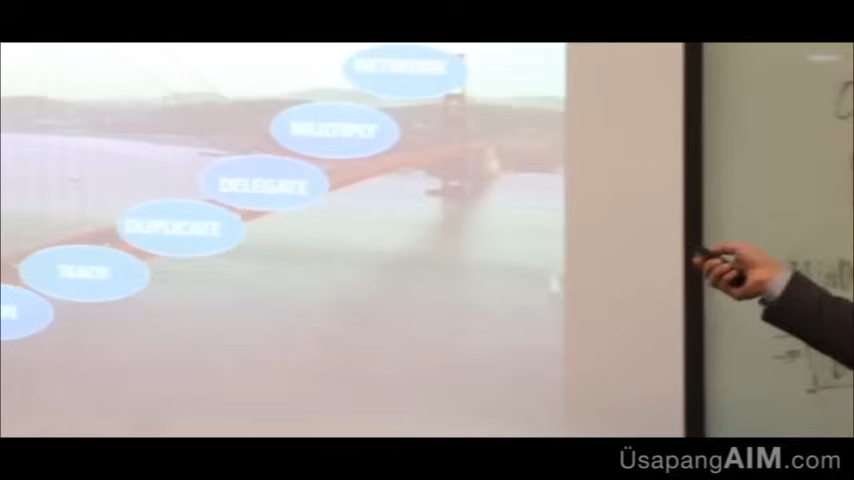 NETWORK
MULTIPLY
DELEGATE
DUPLICATE
TEACH
ÜsapangAIM.com